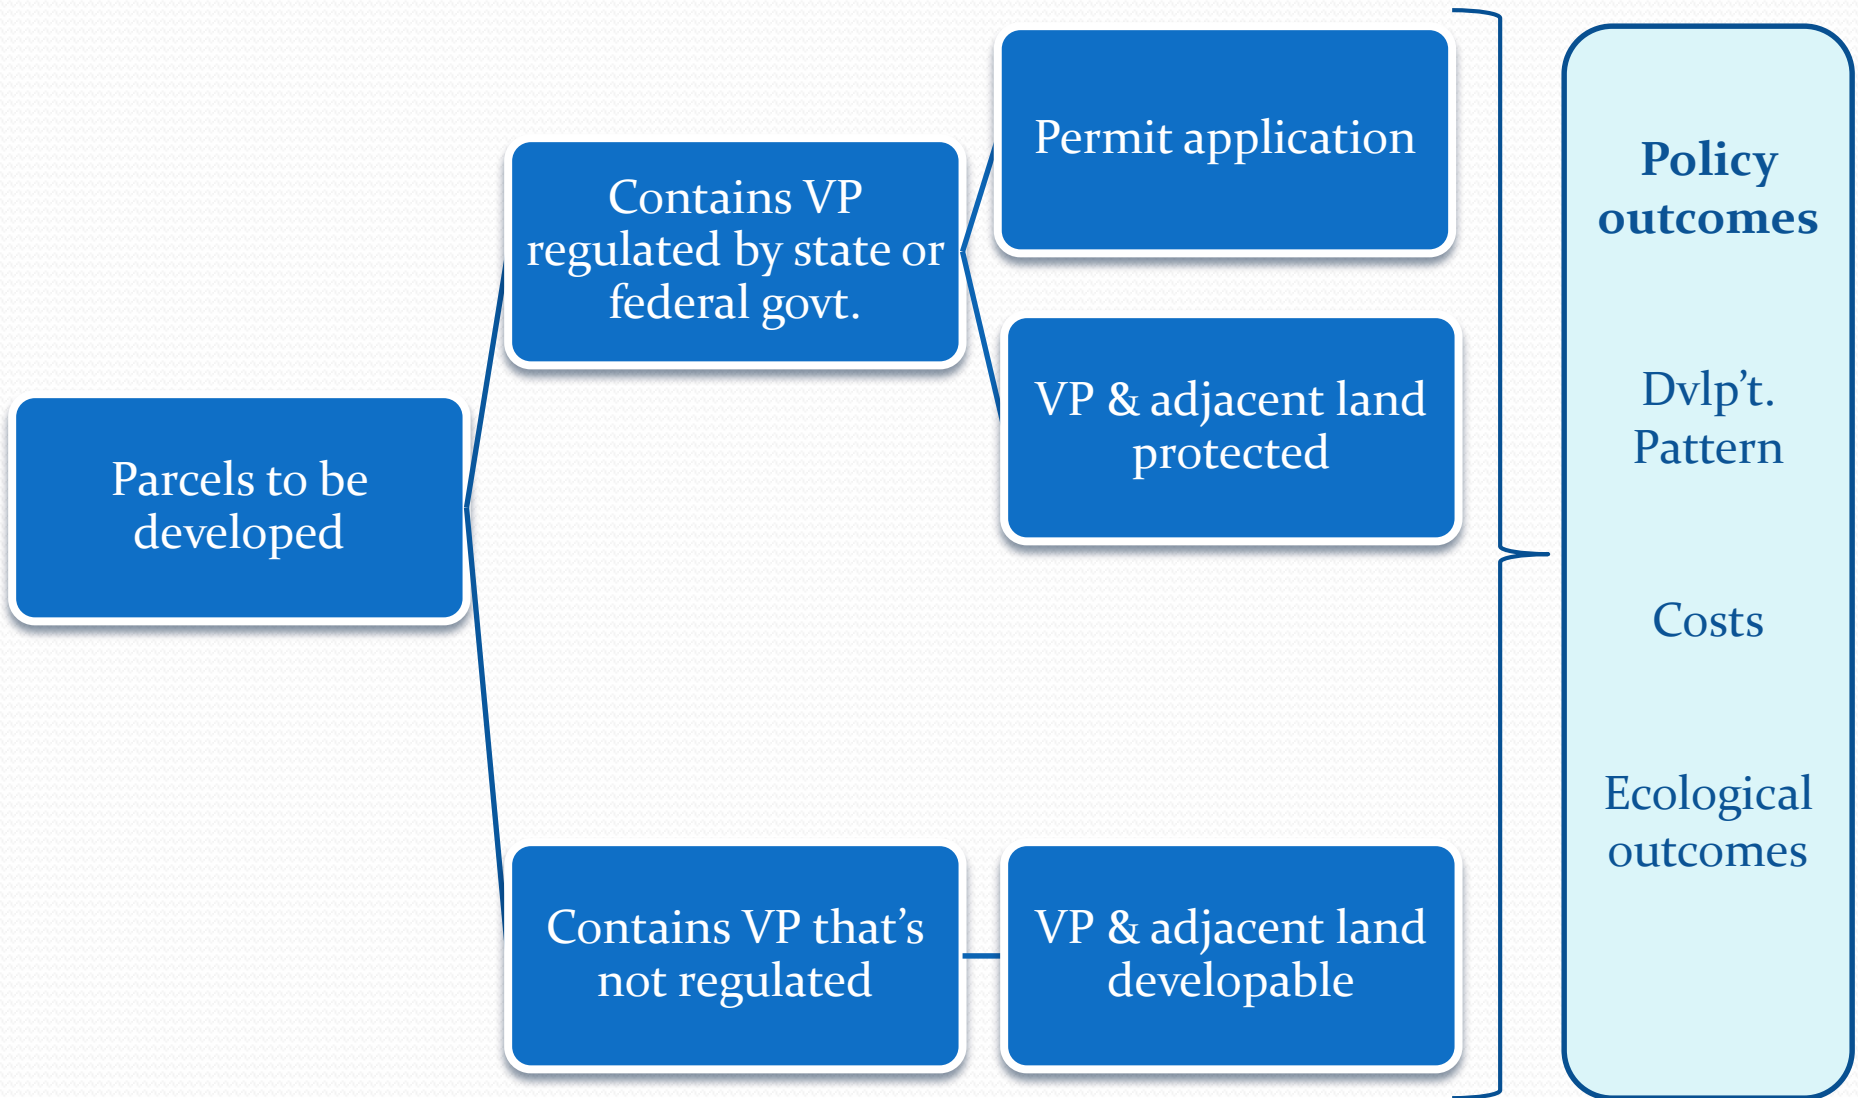 Parcels to be
developed
Contains VP
regulated by state or
federal govt.
Permit application
VP & adjacent land
protected
Contains VP that’s
not regulated
VP & adjacent land
developable
Policy
outcomes
Dvlp’t.
Pattern
Costs
Ecological
outcomes